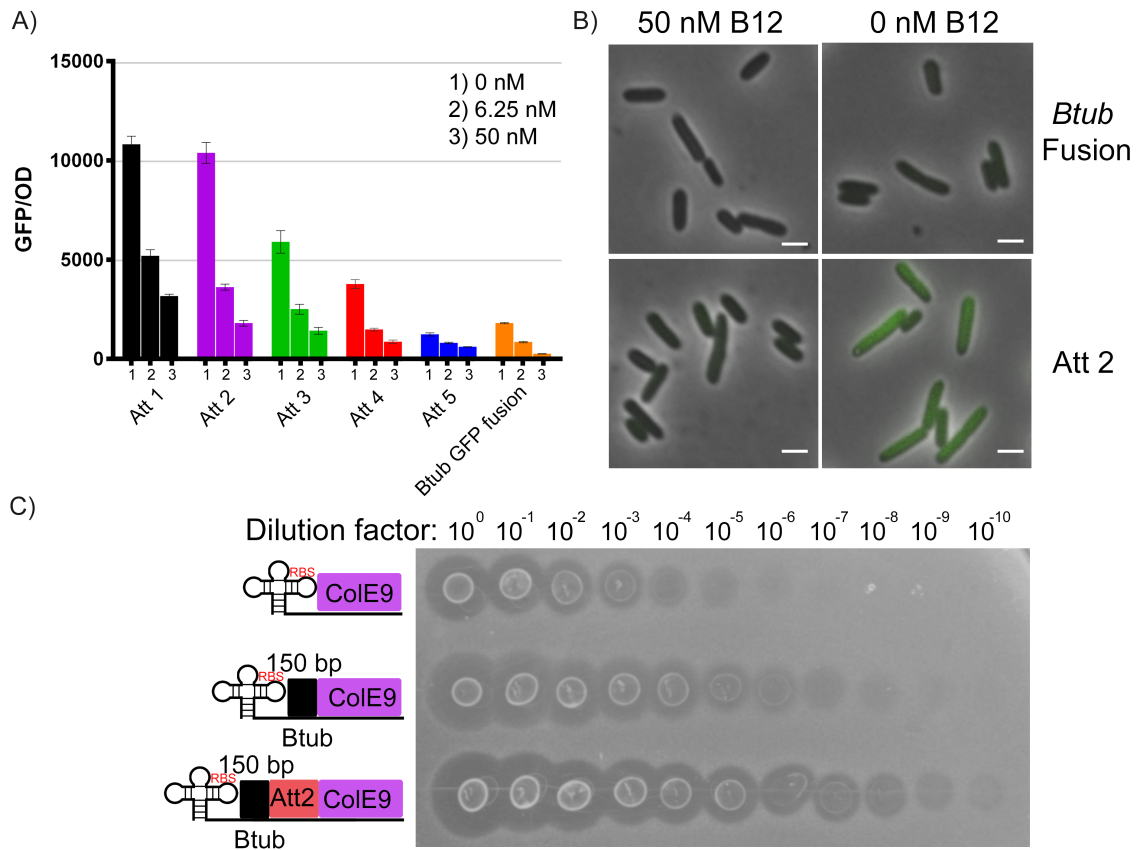 A)
15000
10000
5000
0
GFP/OD
1) 0 nM
2) 6.25 nM
3) 50 nM
1 2 3 1 2 3 1 2 3 1 2 3 1 2 3 1 2 3
Att 1
Att 2
Att 3
Att 4
Att 5
Btub GFP fusion
B)
50 nM B12 0 nM B12
Btub
Fusion
Att 2
C)
Dilution factor: 10⁰ 10⁻¹ 10⁻² 10⁻³ 10⁻⁴ 10⁻⁵ 10⁻⁶ 10⁻⁷ 10⁻⁸ 10⁻⁹ 10⁻¹⁰
RBS
ColE9
150 bp
RBS
ColE9
Btub
150 bp
RBS
Att2 ColE9
Btub